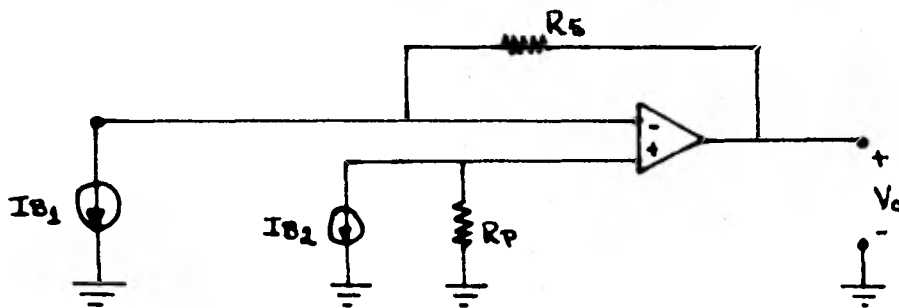 R5
-
+
IB1
IB2
RP
+
Vo
-